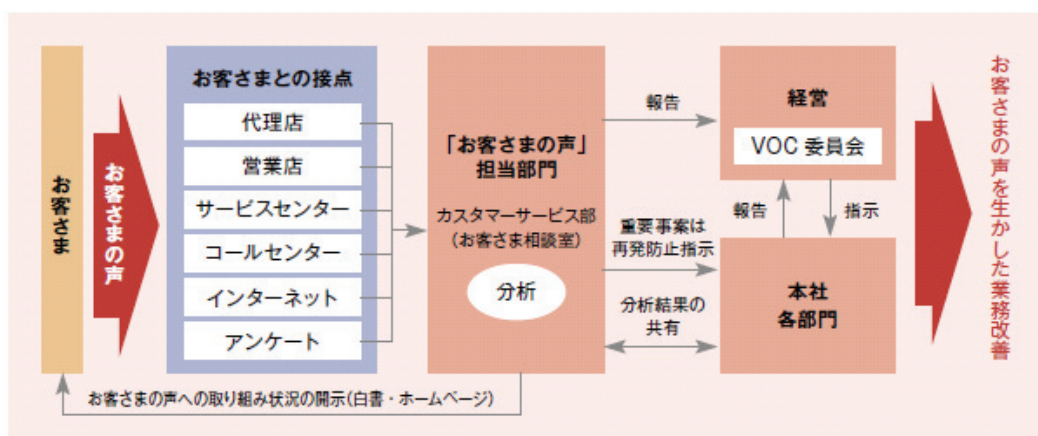 お客さま
お客さまの声
お客さまとの接点
代理店
営業店
サービスセンター
コールセンター
インターネット
アンケート
「お客さまの声」
担当部門
カスタマーサービス部
(お客さま相談室)
分析
報告
重要事案は
再発防止指示
分析結果の
共有
経営
VOC 委員会
報告
指示
本社
各部門
お客さまの声を生かした業務改善
お客さまの声への取り組み状況の開示(白書・ホームページ)